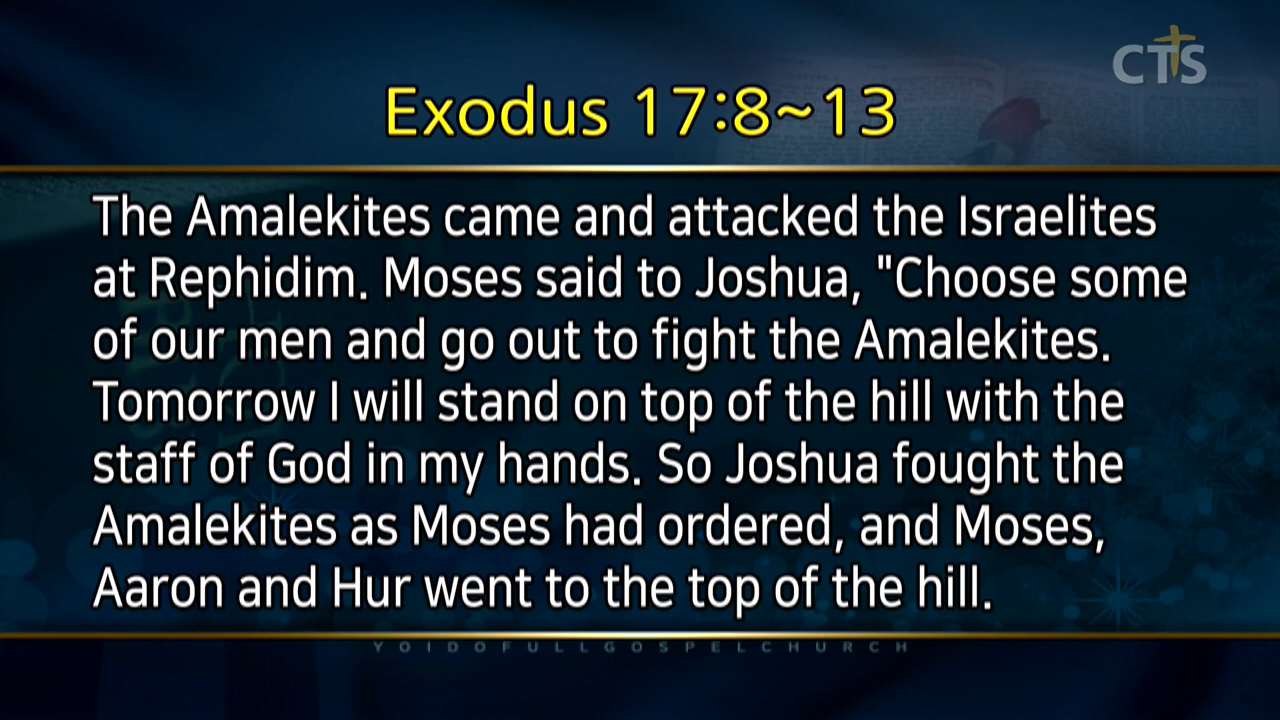 CTS
Exodus 17:8~13
The Amalekites came and attacked the Israelites
at Rephidim. Moses said to Joshua, "Choose some
of our men and go out to fight the Amalekites.
Tomorrow I will stand on top of the hill with the
staff of God in my hands. So Joshua fought the
Amalekites as Moses had ordered, and Moses,
Aaron and Hur went to the top of the hill.
YOIDOFULLGOSPELCHURCH